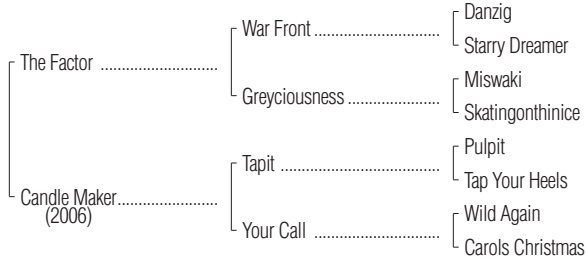 Danzig
War Front ................................
Starry Dreamer
The Factor ..............................
Miswaki
Greyciousness ........................
Skatingonthinice
Pulpit
Tapit ..........................................
Tap Your Heels
Candle Maker..........................
(2006)
Wild Again
Your Call ................................
Carols Christmas